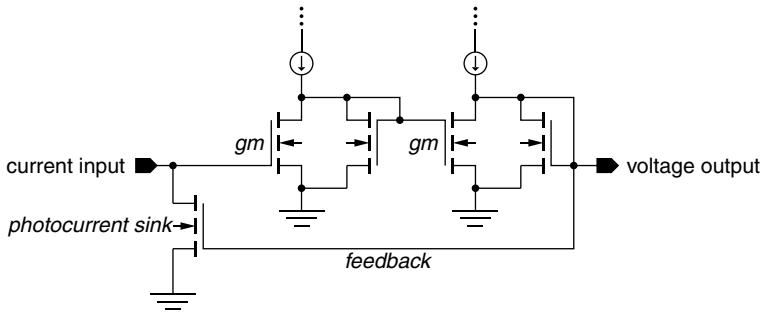 gm
gm
current input
voltage output
photocurrent sink
feedback